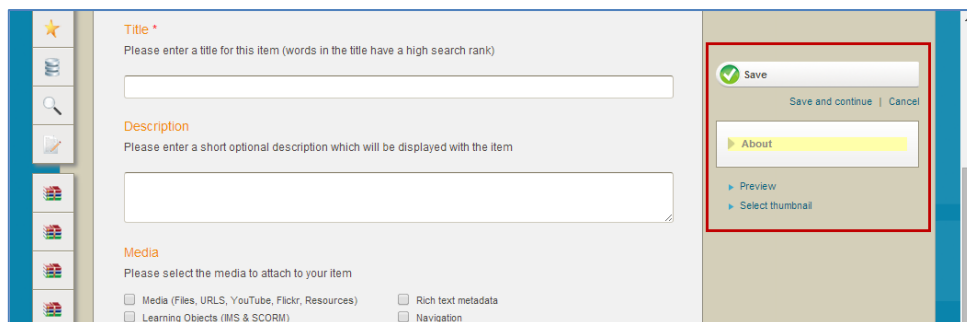 Title *
Please enter a title for this item (words in the title have a high search rank)
Description
Please enter a short optional description which will be displayed with the item
Media
Please select the media to attach to your item
Media (Files, URLS, YouTube, Flickr, Resources)
Rich text metadata
Learning Objects (IMS & SCORM)
Navigation
Save
Save and continue | Cancel
About
Preview
Select thumbnail